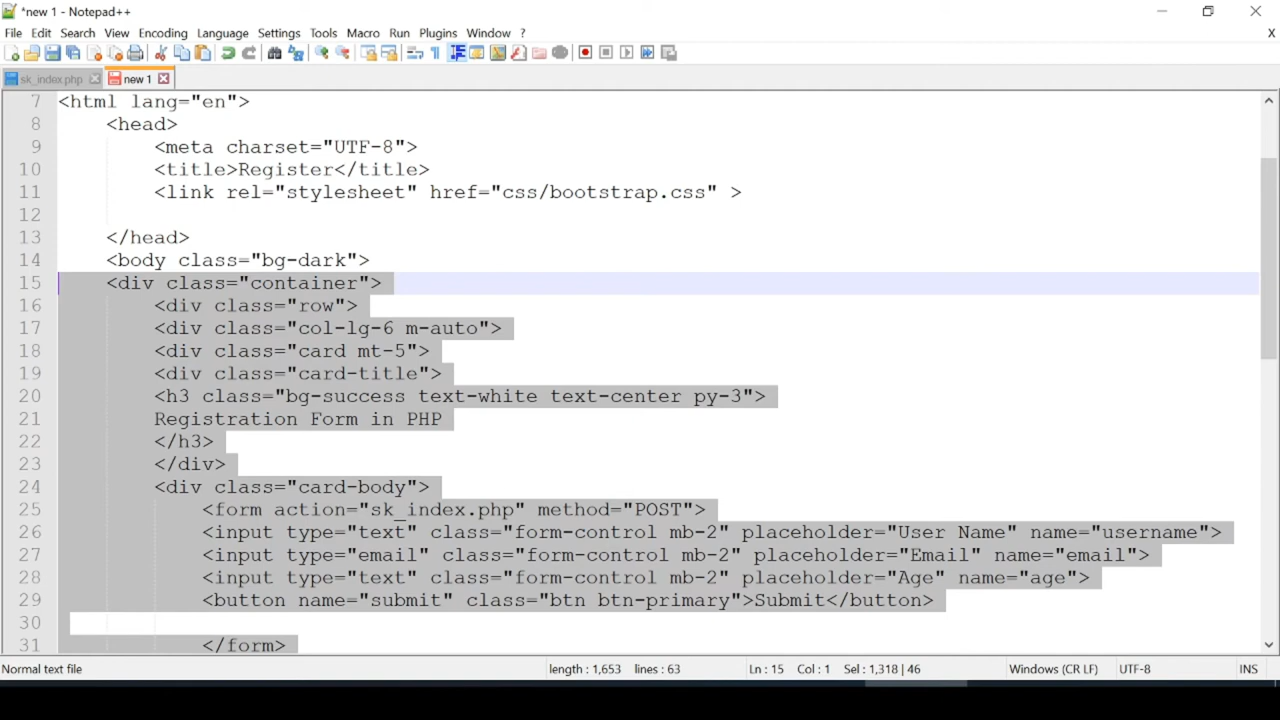 *new 1 - Notepad++
File Edit Search View Encoding Language Settings Tools Macro Run Plugins Window ? X
sk_index.php new 1
7 <html lang="en">
8 <head>
9 <meta charset="UTF-8">
10 <title>Register</title>
11 <link rel="stylesheet" href="css/bootstrap.css" >
12
13 </head>
14 <body class="bg-dark">
15 <div class="container">
16 <div class="row">
17 <div class="col-lg-6 m-auto">
18 <div class="card mt-5">
19 <div class="card-title">
20 <h3 class="bg-success text-white text-center py-3">
21 Registration Form in PHP
22 </h3>
23 </div>
24 <div class="card-body">
25 <form action="sk_index.php" method="POST">
26 <input type="text" class="form-control mb-2" placeholder="User Name" name="username">
27 <input type="email" class="form-control mb-2" placeholder="Email" name="email">
28 <input type="text" class="form-control mb-2" placeholder="Age" name="age">
29 <button name="submit" class="btn btn-primary">Submit</button>
30
31 </form>
Normal text file length : 1,653 lines : 63 Ln : 15 Col : 1 Sel : 1,318 | 46 Windows (CR LF) UTF-8 INS